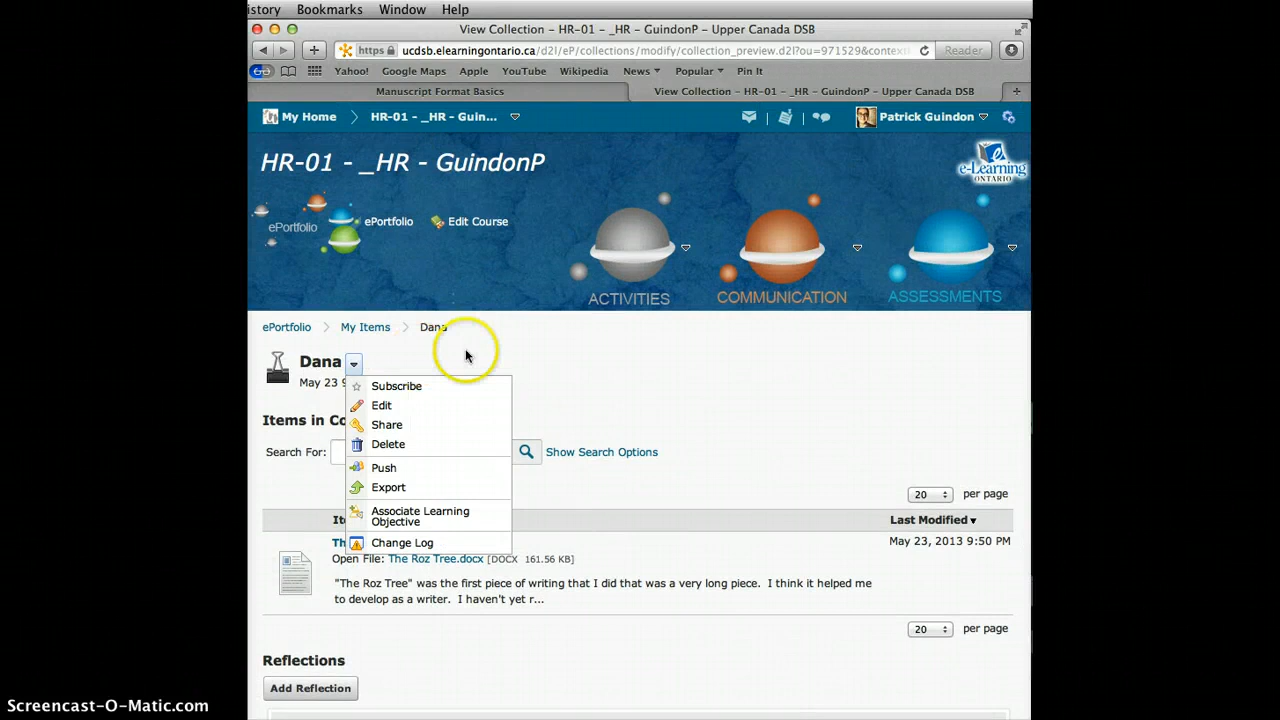 istory Bookmarks Window Help
View Collection - HR-01 - _HR - GuindonP - Upper Canada DSB
https ucdsb.elearningontario.ca/d2l/eP/collections/modify/collection_preview.d2l?ou=971529&context Reader
Yahoo! Google Maps Apple YouTube Wikipedia News Popular Pin It
Manuscript Format Basics View Collection - HR-01 - _HR - GuindonP - Upper Canada DSB
My Home HR-01 - _HR - Guin... Patrick Guindon
HR-01 - _HR - GuindonP
e-Learning
ONTARIO
ePortfolio ePortfolio Edit Course
ACTIVITIES COMMUNICATION ASSESSMENTS
ePortfolio My Items Dana
Dana
May 23 9
Subscribe
Edit
Items in Co
Share
Delete
Search For: Show Search Options
Push
Export
20 per page
Associate Learning
Objective
Ite Last Modified
Change Log
Th May 23, 2013 9:50 PM
Open File: The Roz Tree.docx [DOCX 161.56 KB]
"The Roz Tree" was the first piece of writing that I did that was a very long piece. I think it helped me
to develop as a writer. I haven't yet r...
20 per page
Reflections
Add Reflection
Screencast-O-Matic.com